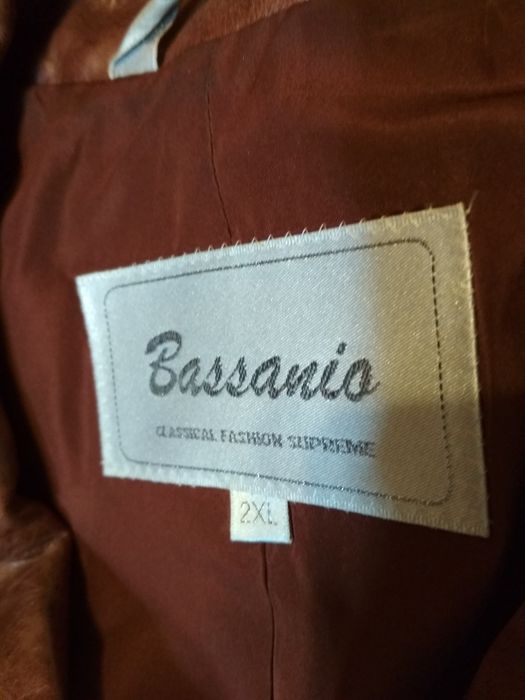 Bassanio
CLASSICAL FASHION SUPREME
2XL